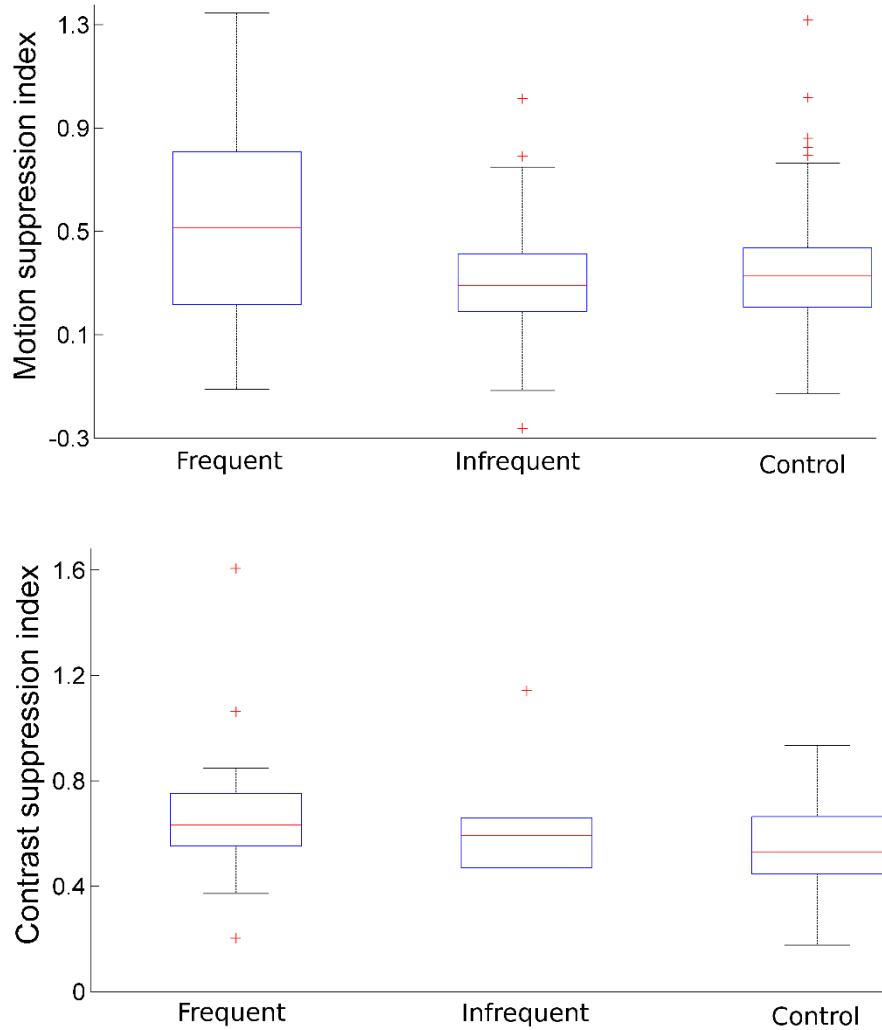 Motion suppression index
1.3
0.9
0.5
0.1
-0.3
Frequent
Infrequent
Control
Contrast suppression index
1.6
1.2
0.8
0.4
0
Frequent
Infrequent
Control